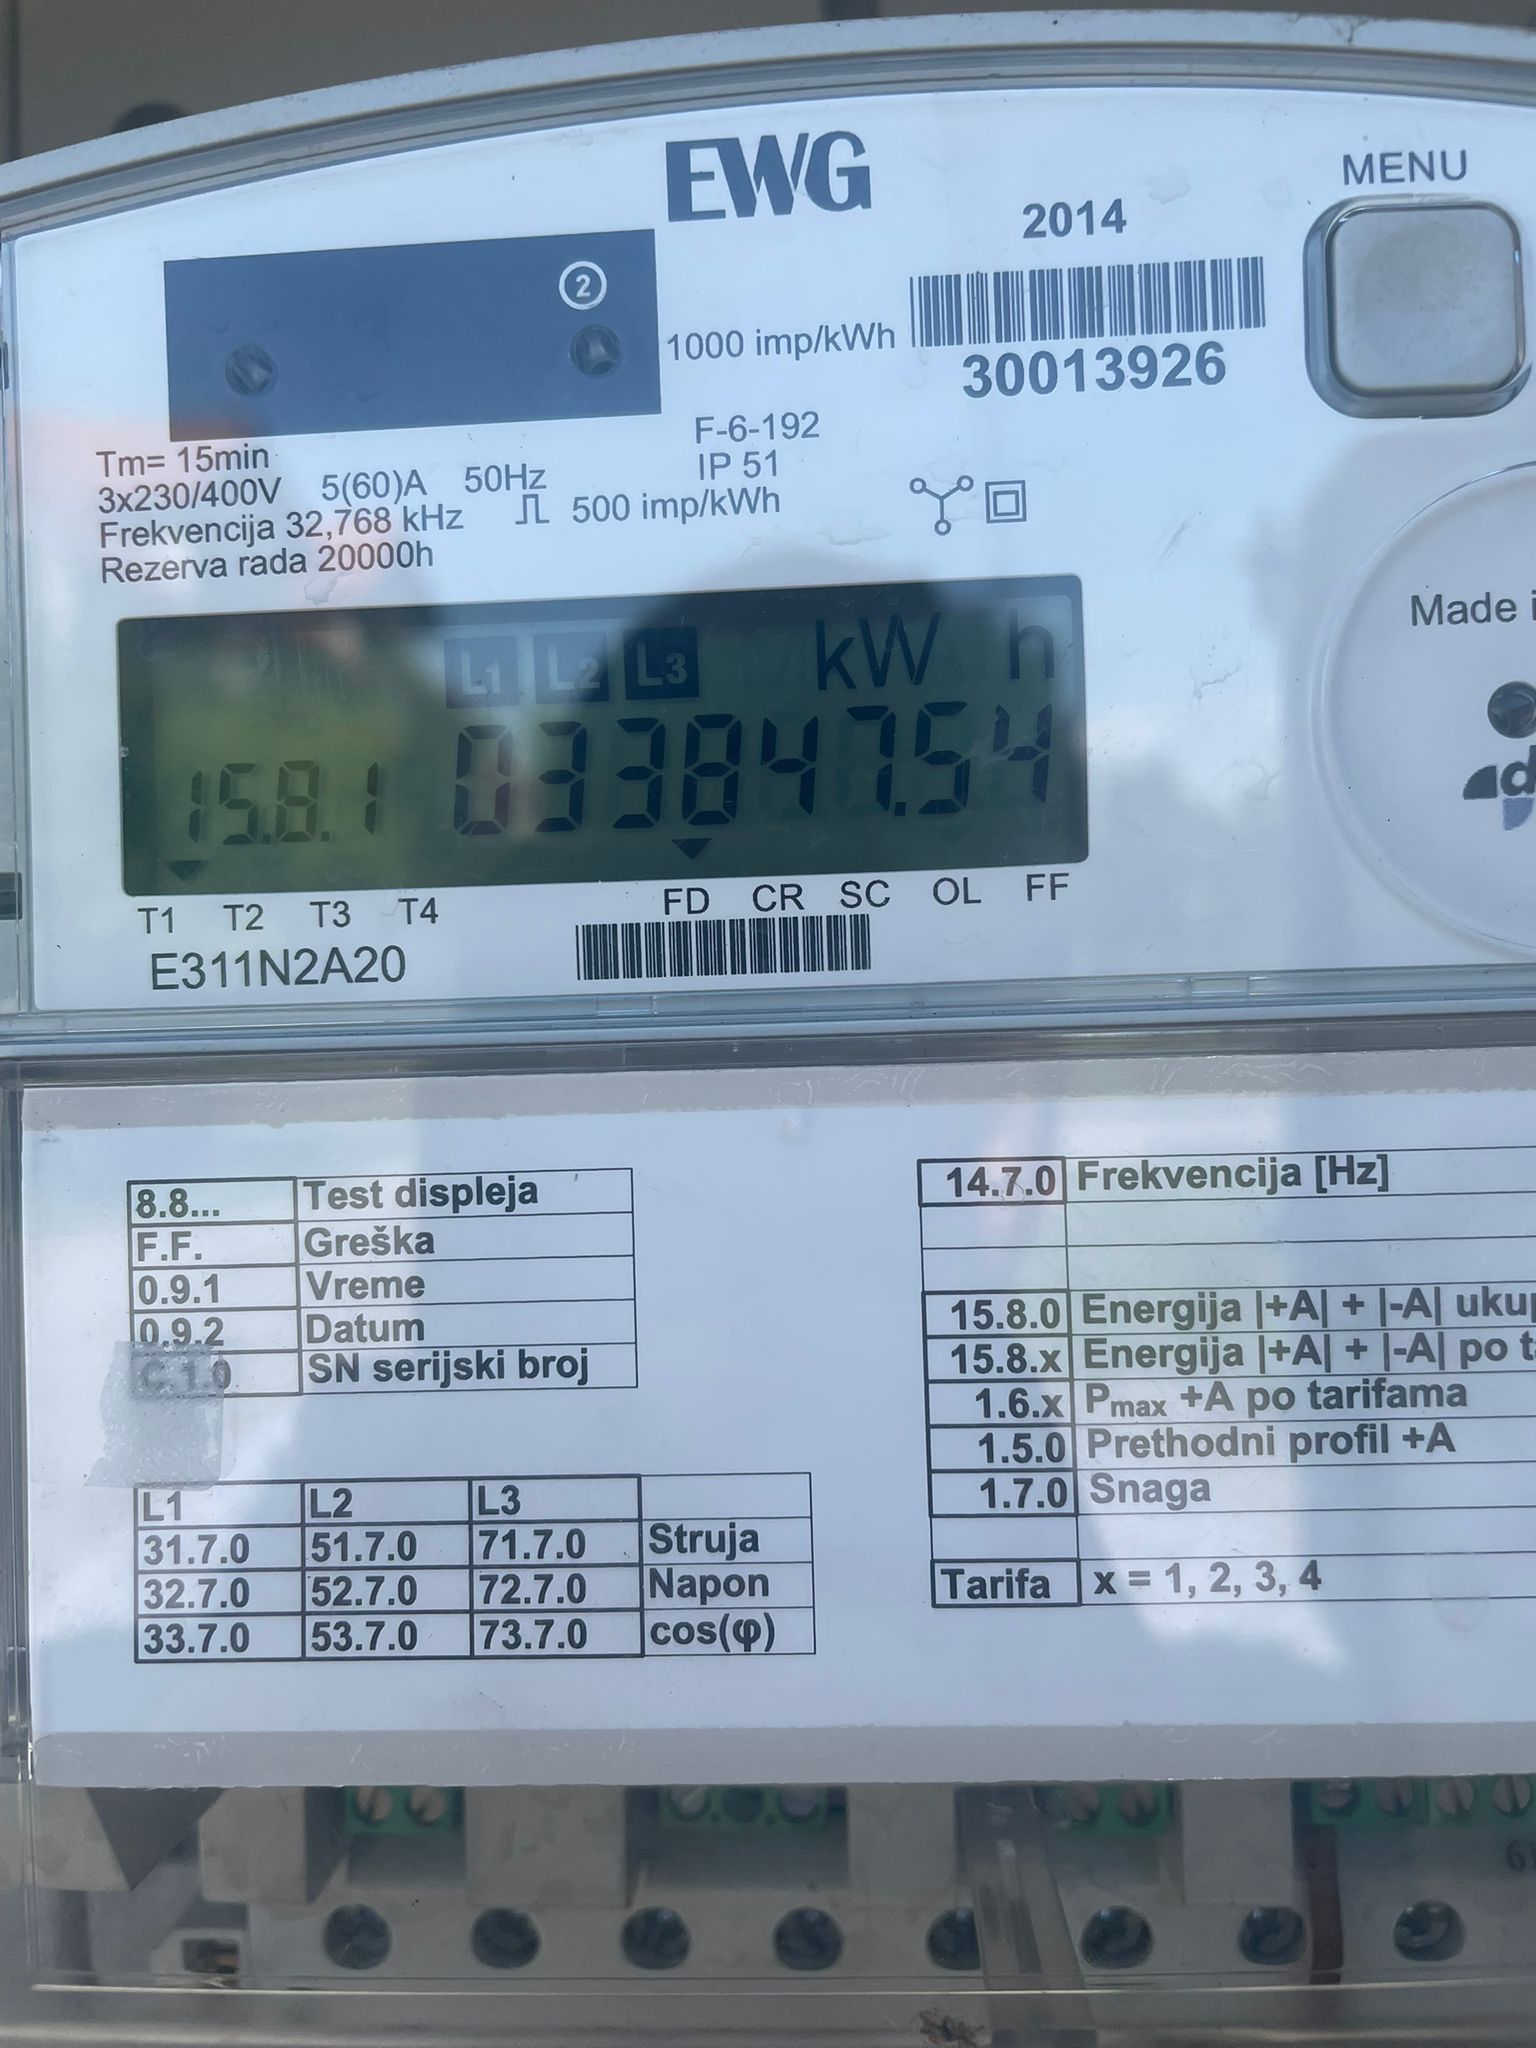 EWG
MENU
2014
2
1000 imp/kWh
30013926
F-6-192
IP 51
Tm= 15min
3x230/400V 5(60)A 50Hz
Frekvencija 32,768 kHz 500 imp/kWh
Rezerva rada 20000h
Made
L1 L2 L3 kW h
15.8.1 033847.54
T1 T2 T3 T4 FD CR SC OL FF
E311N2A20
8.8... Test displeja
F.F. Greška
0.9.1 Vreme
0.9.2 Datum
C.1.0 SN serijski broj
14.7.0 Frekvencija [Hz]
15.8.0 Energija |+A| + |-A| uku
15.8.x Energija |+A| + |-A| po t
1.6.x Pmax +A po tarifama
1.5.0 Prethodni profil +A
1.7.0 Snaga
Tarifa x = 1, 2, 3, 4
L1 L2 L3
31.7.0 51.7.0 71.7.0 Struja
32.7.0 52.7.0 72.7.0 Napon
33.7.0 53.7.0 73.7.0 cos(φ)